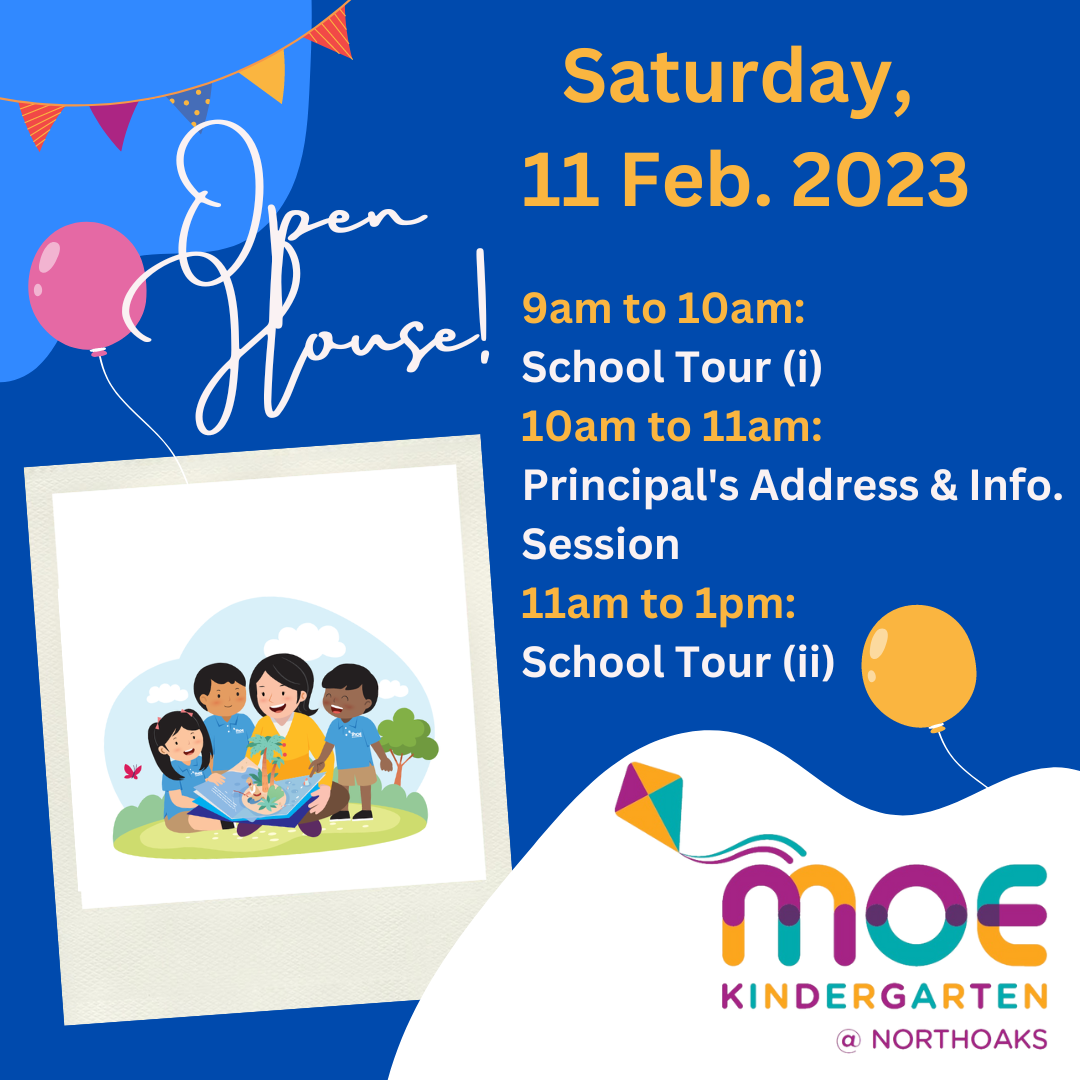 Open
House!
Saturday,
11 Feb. 2023
9am to 10am:
School Tour (i)
10am to 11am:
Principal's Address & Info.
Session
11am to 1pm:
School Tour (ii)
MOE
KINDERGARTEN
@ NORTHOAKS